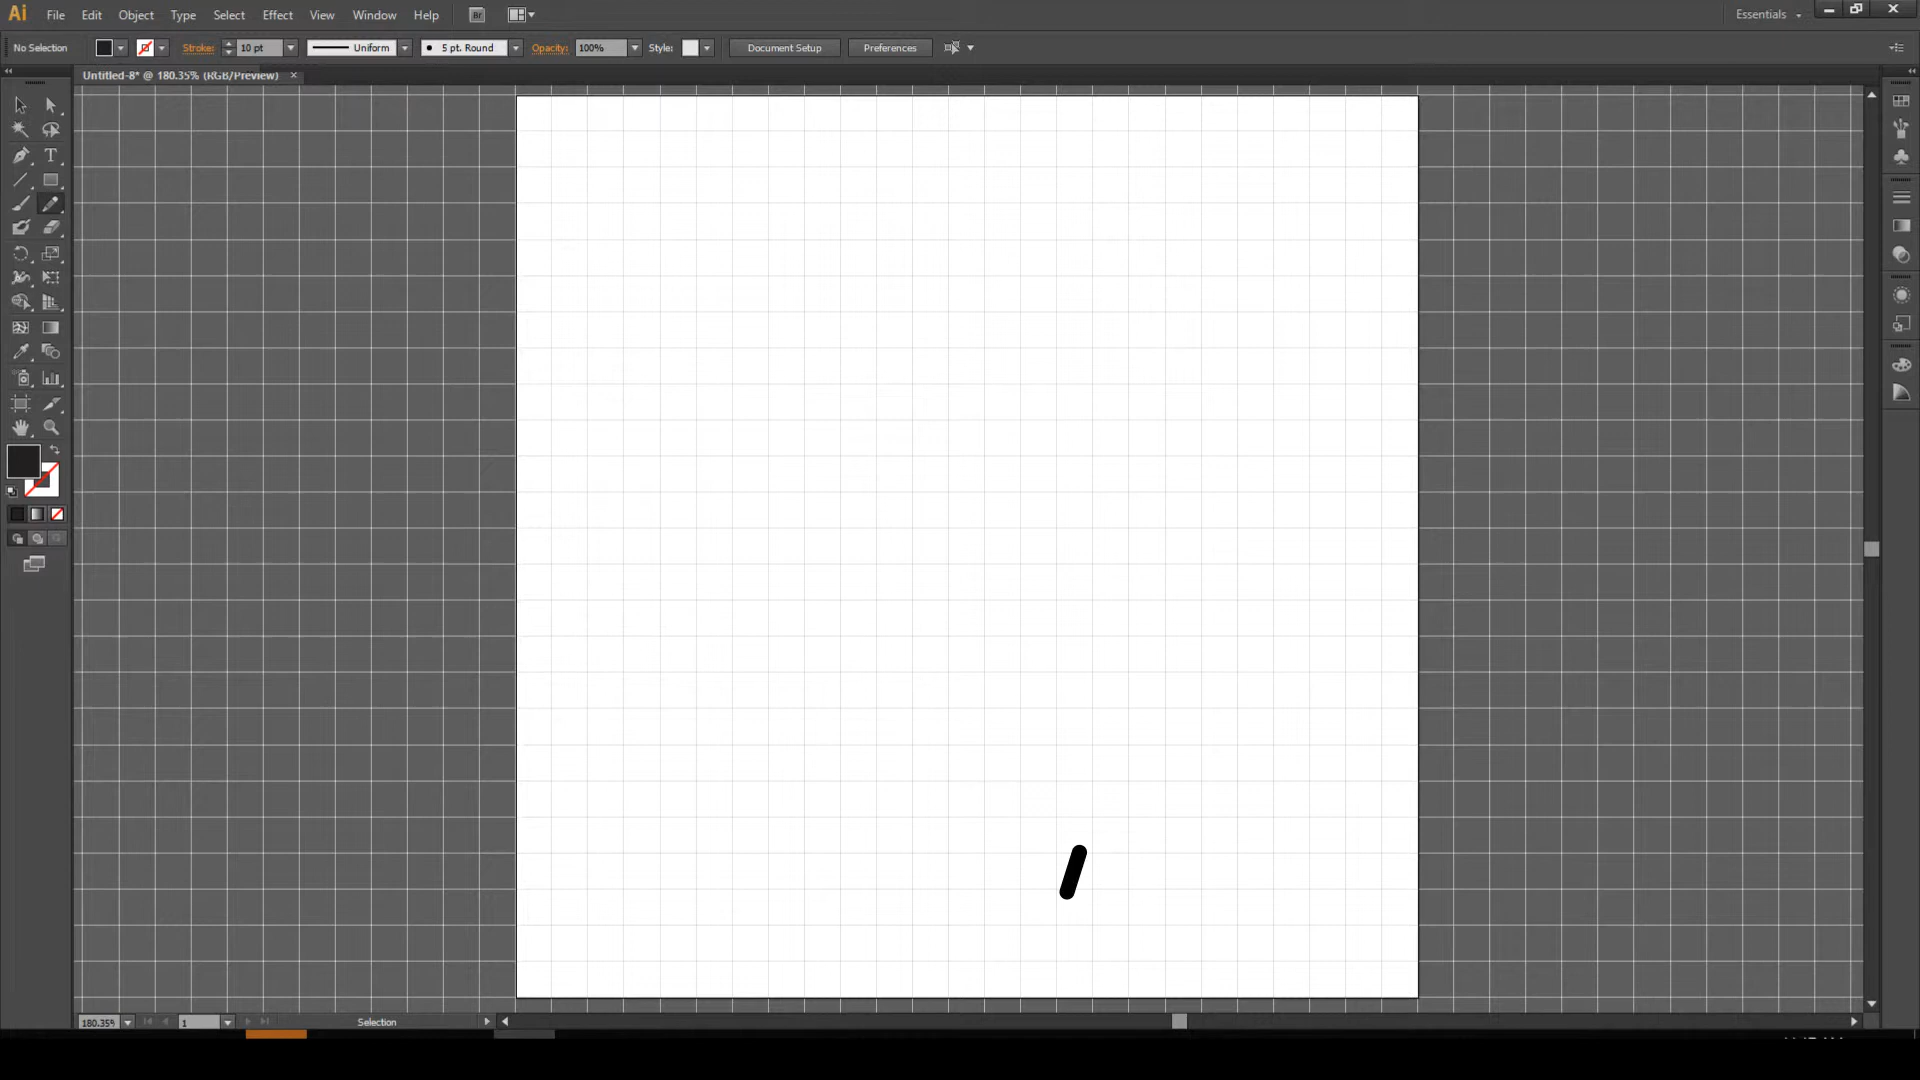 Ai File Edit Object Type Select Effect View Window Help Br Essentials
No Selection Stroke: 10 pt Uniform 5 pt. Round Opacity: 100% Style: Document Setup Preferences
Untitled-8* @ 180.35% (RGB/Preview)
T
180.35% 1 Selection